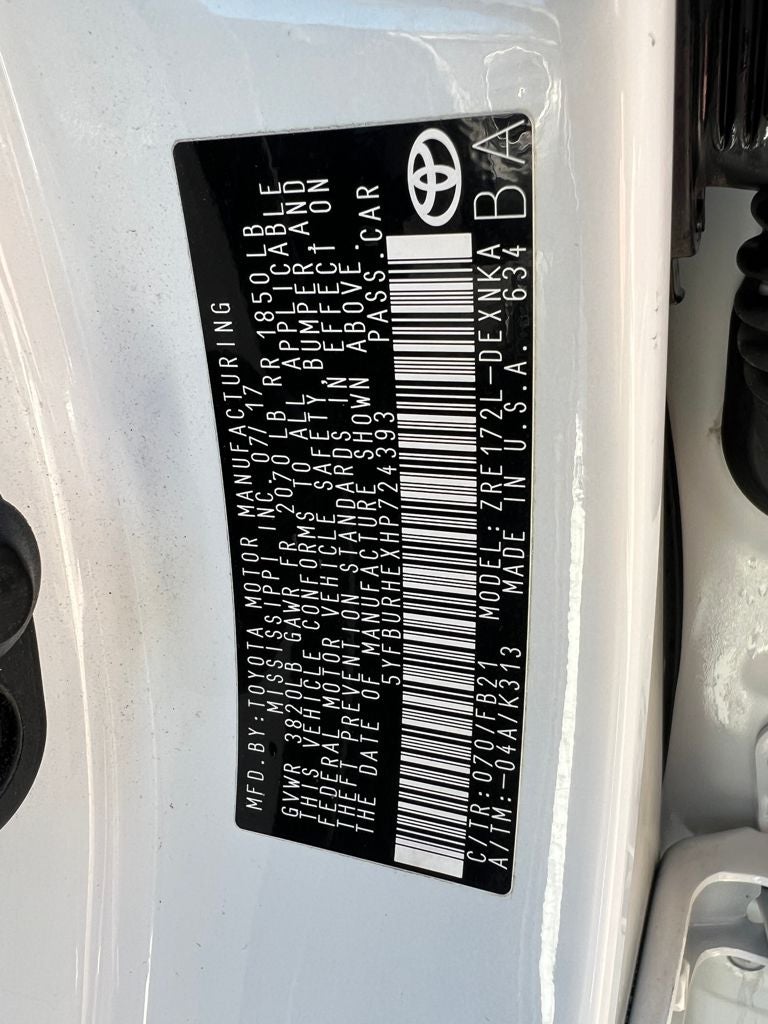 MFD.BY:TOYOTA MOTOR MANUFACTURING
MISSISSIPPI INC. 07/17
GVWR 3820LB GAWR FR 2070 LB RR 1850 LB
THIS VEHICLE CONFORMS TO ALL APPLICABLE
FEDERAL MOTOR VEHICLE SAFETY, BUMPER, AND
THEFT PREVENTION STANDARDS IN EFFECT ON
THE DATE OF MANUFACTURE SHOWN ABOVE.
5YFBURHEXHP724393 PASS.CAR
C/TR:070/FB21 MODEL: ZRE172L-DEXNKA
A/TM:-04A/K313 MADE IN U.S.A. 634
BA